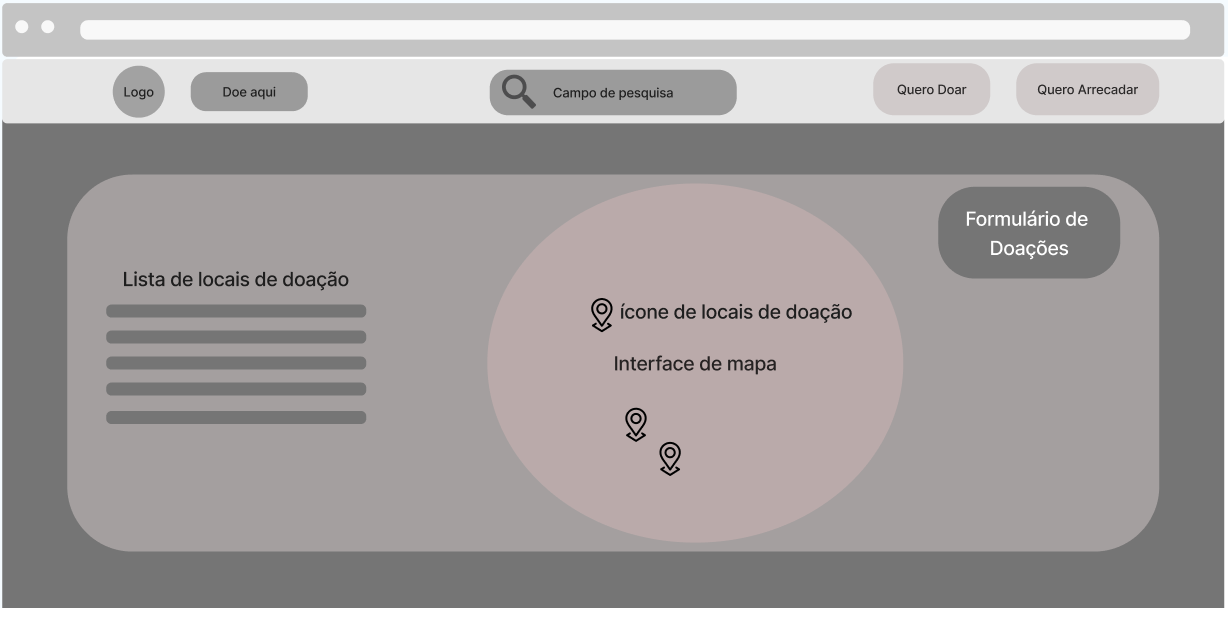 Logo
Doe aqui
Campo de pesquisa
Quero Doar
Quero Arrecadar
Formulário de
Doações
Lista de locais de doação
ícone de locais de doação
Interface de mapa